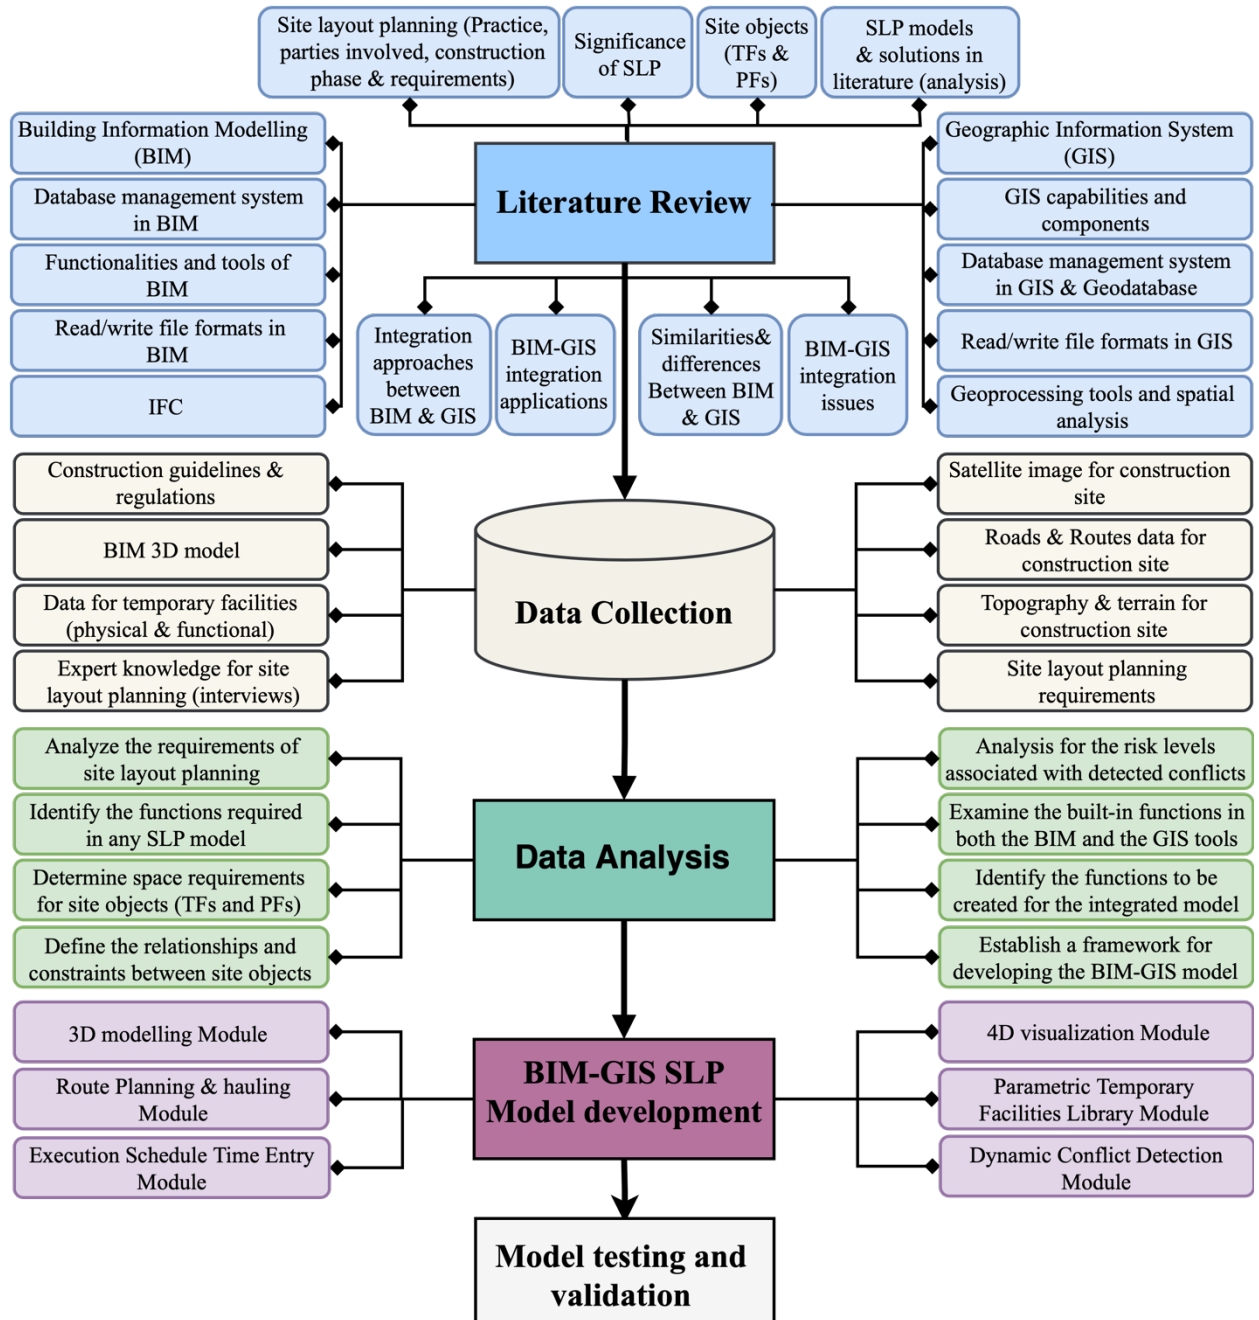 Site layout planning (Practice,
parties involved, construction
phase & requirements)
Significance
of SLP
Site objects
(TFs &
PFs)
SLP models
& solutions in
literature (analysis)
Building Information Modelling
(BIM)
Database management system
in BIM
Functionalities and tools of
BIM
Read/write file formats in
BIM
IFC
Literature Review
Geographic Information System
(GIS)
GIS capabilities and
components
Database management system
in GIS & Geodatabase
Read/write file formats in GIS
Geoprocessing tools and spatial
analysis
Integration
approaches
between
BIM & GIS
BIM-GIS
integration
applications
Similarities&
differences
Between BIM
& GIS
BIM-GIS
integration
issues
Construction guidelines &
regulations
BIM 3D model
Data for temporary facilities
(physical & functional)
Expert knowledge for site
layout planning (interviews)
Data Collection
Satellite image for construction
site
Roads & Routes data for
construction site
Topography & terrain for
construction site
Site layout planning
requirements
Analyze the requirements of
site layout planning
Identify the functions required
in any SLP model
Determine space requirements
for site objects (TFs and PFs)
Define the relationships and
constraints between site objects
Data Analysis
Analysis for the risk levels
associated with detected conflicts
Examine the built-in functions in
both the BIM and the GIS tools
Identify the functions to be
created for the integrated model
Establish a framework for
developing the BIM-GIS model
3D modelling Module
Route Planning & hauling
Module
Execution Schedule Time Entry
Module
BIM-GIS SLP
Model development
4D visualization Module
Parametric Temporary
Facilities Library Module
Dynamic Conflict Detection
Module
Model testing and
validation